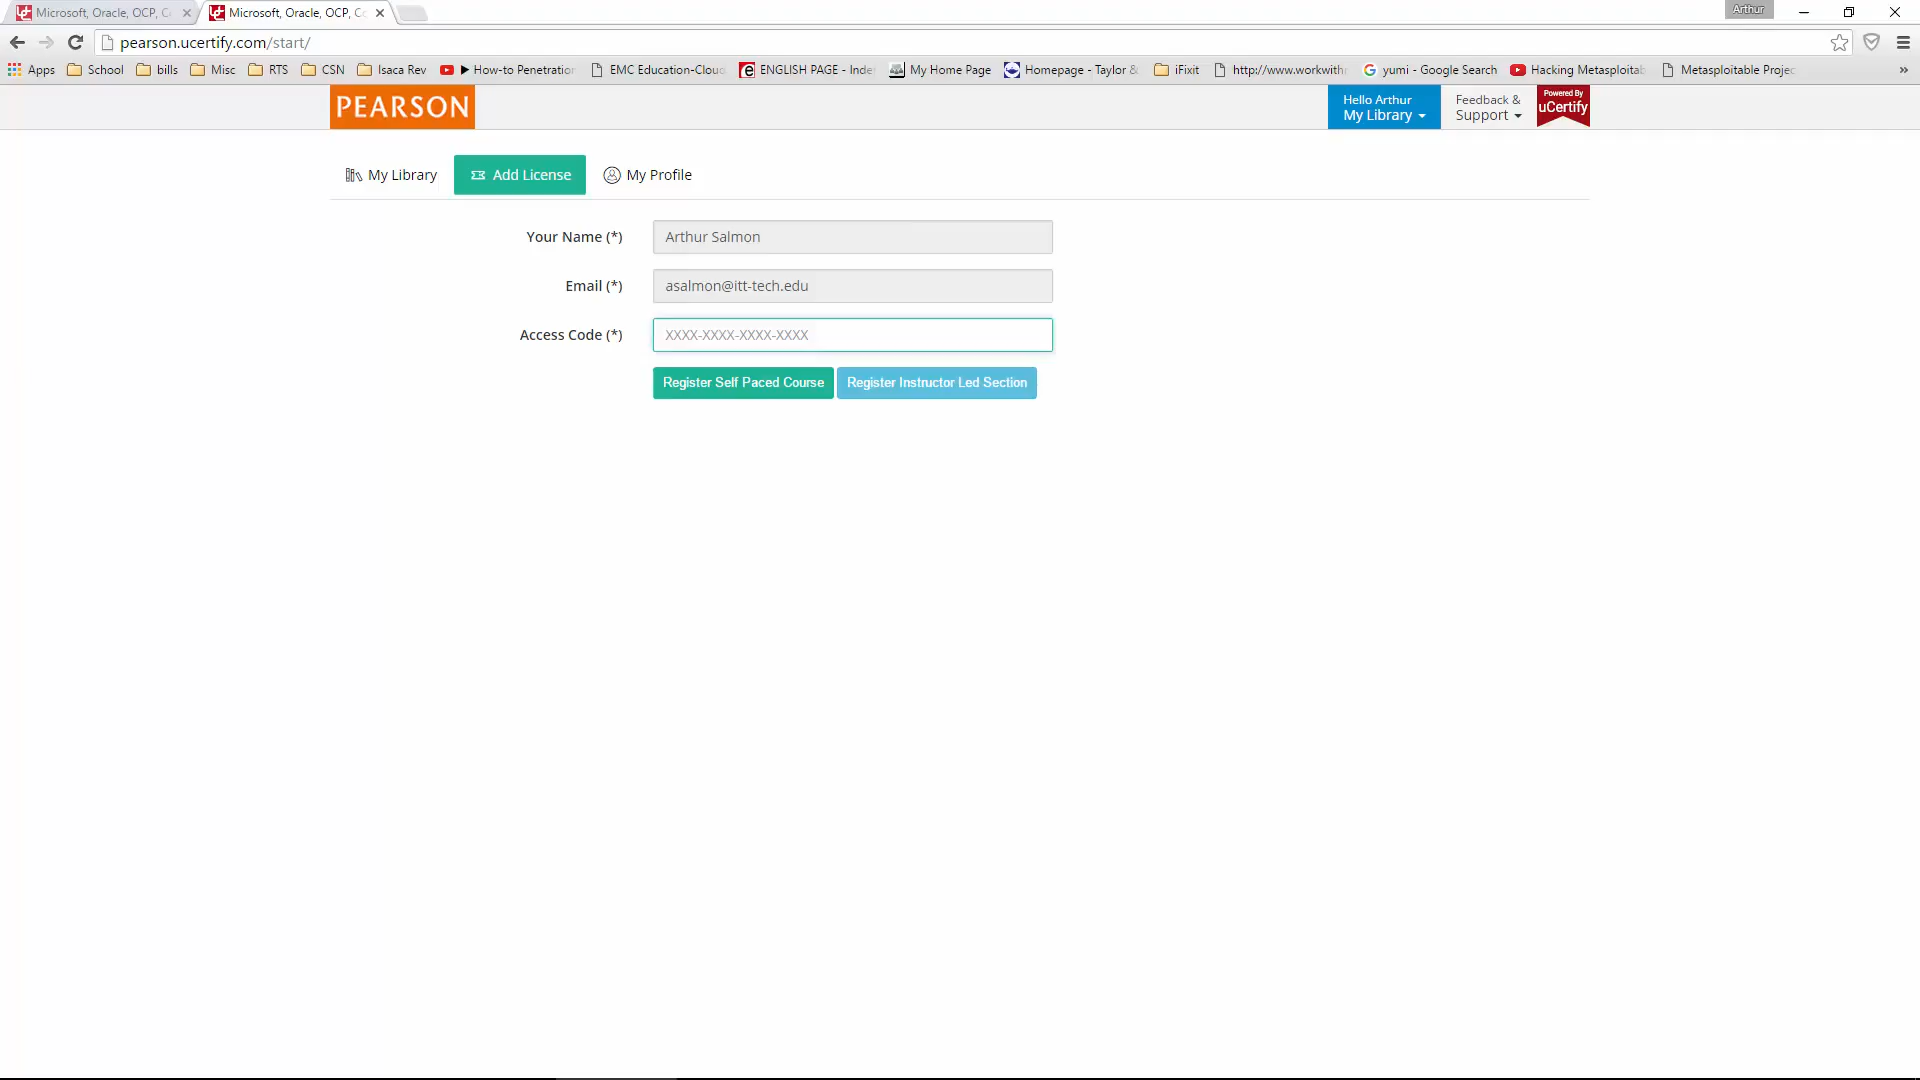 Microsoft, Oracle, OCP, C
Microsoft, Oracle, OCP, Co
Arthur
pearson.ucertify.com/start/
Apps School bills Misc RTS CSN Isaca Rev ► How-to Penetration EMC Education-Cloud ENGLISH PAGE - Inde My Home Page Homepage - Taylor & iFixit http://www.workwith yumi - Google Search Hacking Metasploitab Metasploitable Projec »
PEARSON
Hello Arthur
My Library
Feedback &
Support
Powered By
uCertify
My Library Add License My Profile
Your Name (*) Arthur Salmon
Email (*) asalmon@itt-tech.edu
Access Code (*) XXXX-XXXX-XXXX-XXXX
Register Self Paced Course Register Instructor Led Section